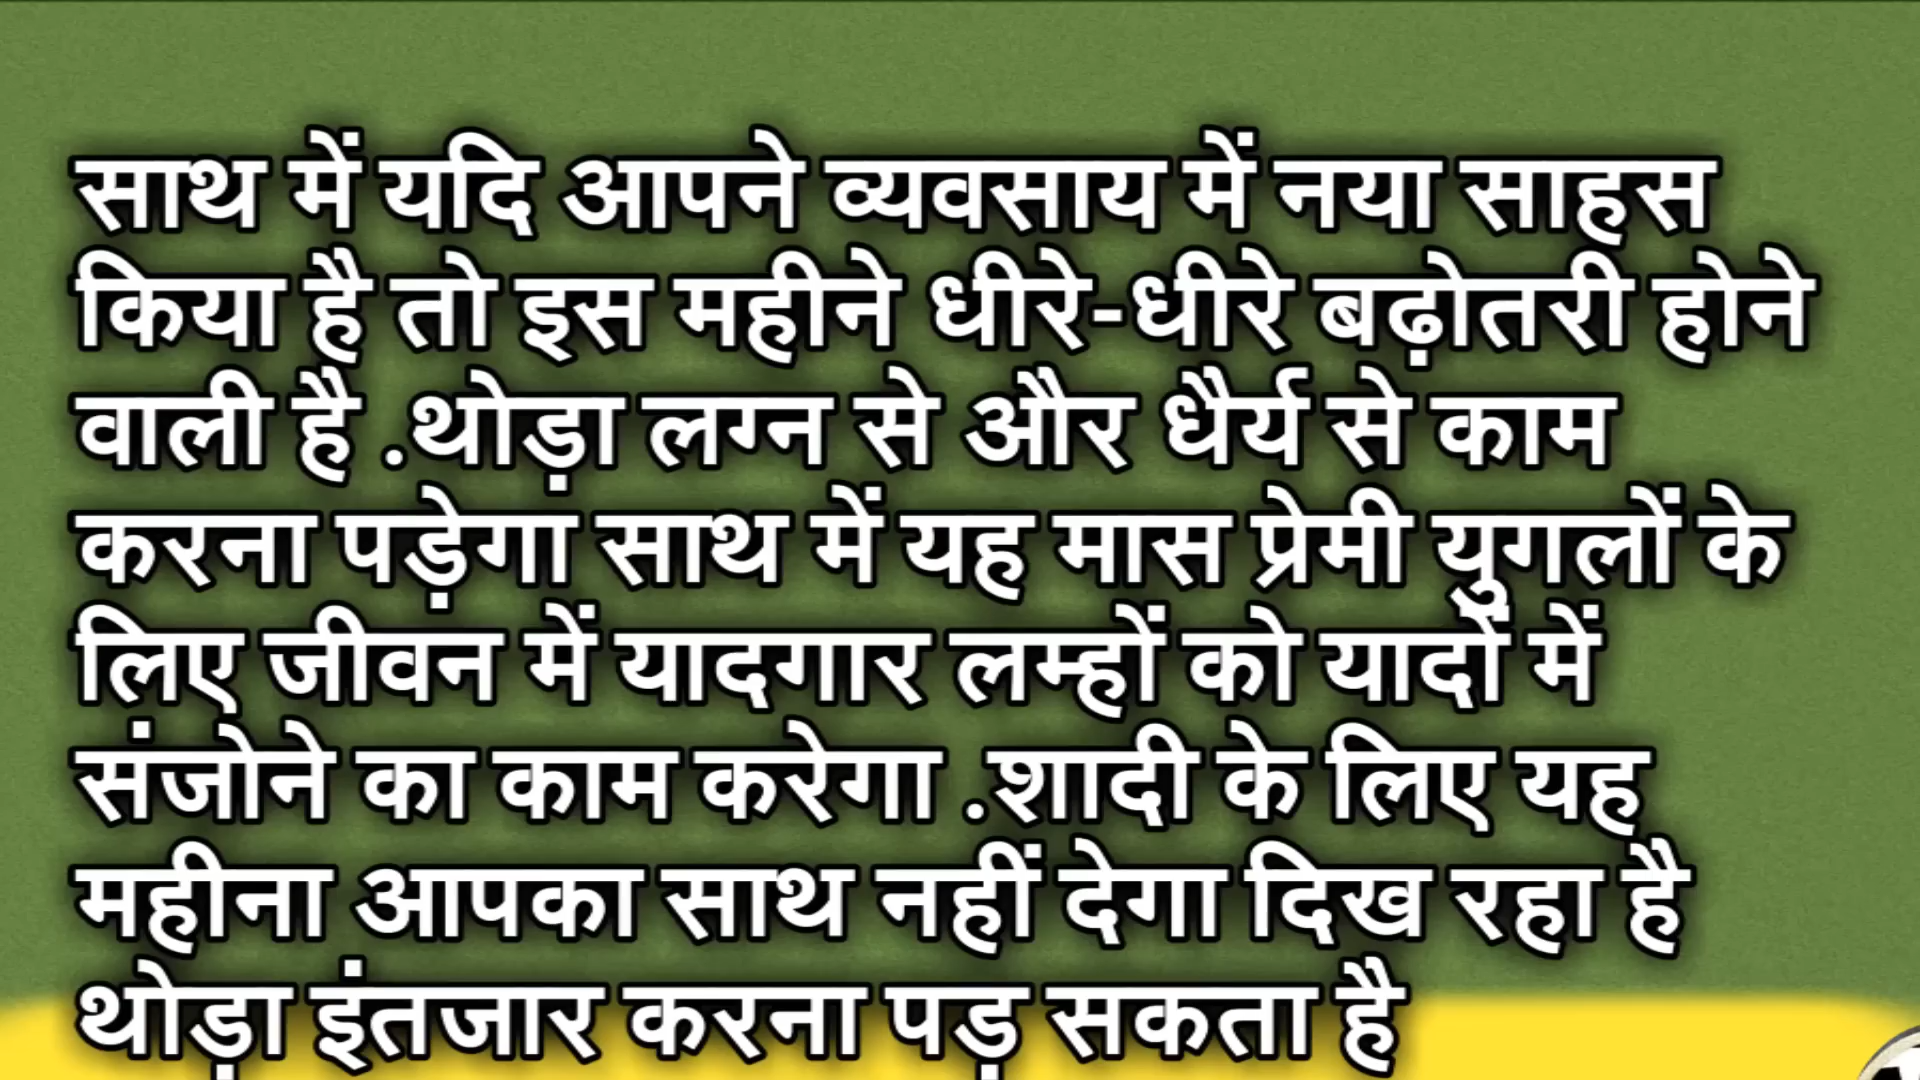 साथ में यदि आपने व्यवसाय में नया साहस
किया है तो इस महीने धीरे-धीरे बढ़ोतरी होने
वाली है .थोड़ा लग्न से और धैर्य से काम
करना पड़ेगा साथ में यह मास प्रेमी युगलों के
लिए जीवन में यादगार लम्हों को यादों में
संजोने का काम करेगा .शादी के लिए यह
महीना आपका साथ नहीं देगा दिख रहा है
थोड़ा इंतजार करना पड़ सकता है